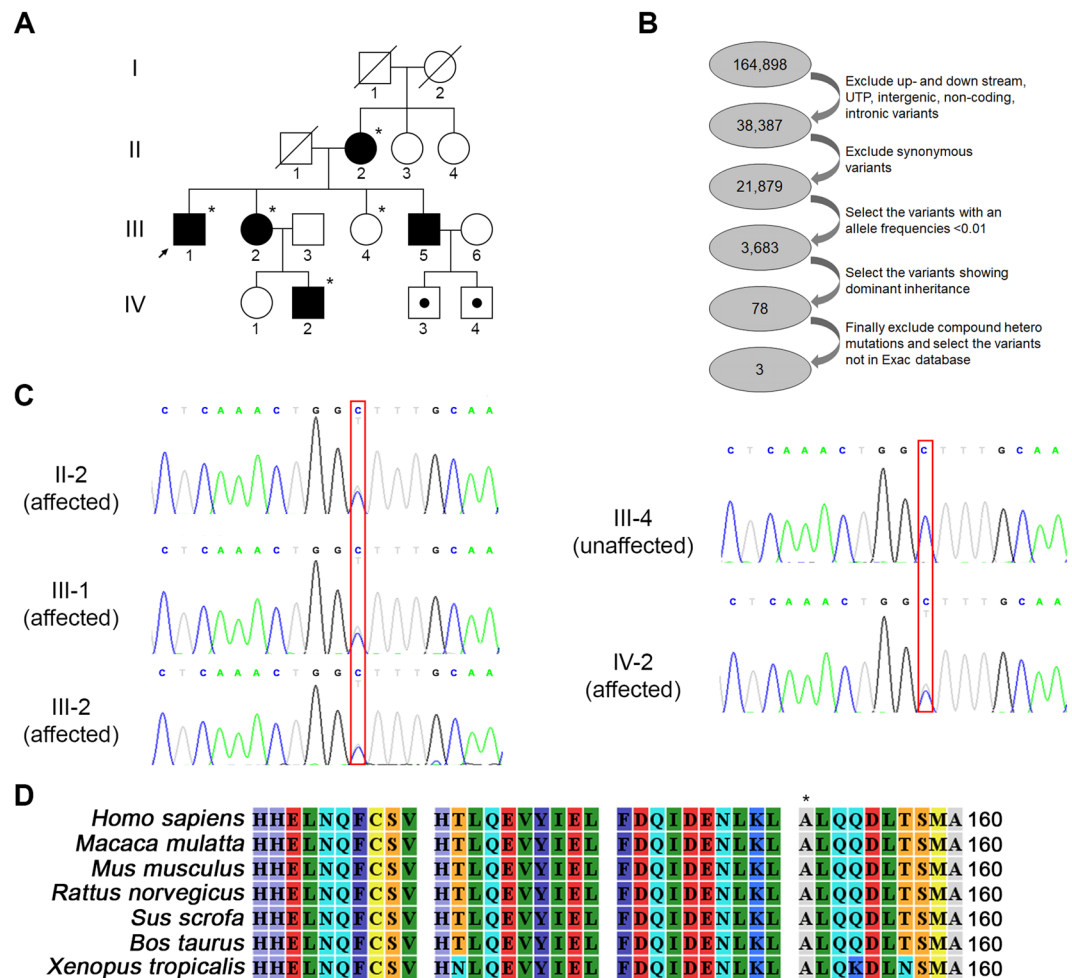 A
I
1
2
*
II
1
2
3
4
*
*
*
III
1
2
3
4
5
6
*
IV
1
2
3
4
B
164,898
Exclude up- and down stream,
UTP, intergenic, non-coding,
intronic variants
38,387
Exclude synonymous
variants
21,879
Select the variants with an
allele frequencies <0.01
3,683
Select the variants showing
dominant inheritance
78
Finally exclude compound hetero
mutations and select the variants
not in Exac database
3
C
C T C A A A C T G G C T T T G C A A
T
II-2
(affected)
C T C A A A C T G G C T T T G C A A
T
III-1
(affected)
C T C A A A C T G G C T T T G C A A
T
III-2
(affected)
C T C A A A C T G G C T T T G C A A
III-4
(unaffected)
C T C A A A C T G G C T T T G C A A
T
IV-2
(affected)
D
*
Homo sapiens HHELNQFCSV HTLQEVYIEL FDQIDENLKL ALQQDLTSMA 160
Macaca mulatta HHELNQFCSV HTLQEVYIEL FDQIDENLKL ALQQDLTSMA 160
Mus musculus HHELNQFCSV HTLQEVYIEL FDQIDENLKL ALQQDLTSMA 160
Rattus norvegicus HHELNQFCSV HTLQEVYIEL FDQIDENLKL ALQQDLTSMA 160
Sus scrofa HHELNQFCSV HTLQEVYIEL FDQIDENLKL ALQQDLTSMA 160
Bos taurus HHELNQFCSV HTLQEVYIEL FDQIDENLKL ALQQDLTSMA 160
Xenopus tropicalis HHELNQFCSV HNLQEVYIEL FDQIDENLKL ALQKDLNSMA 160